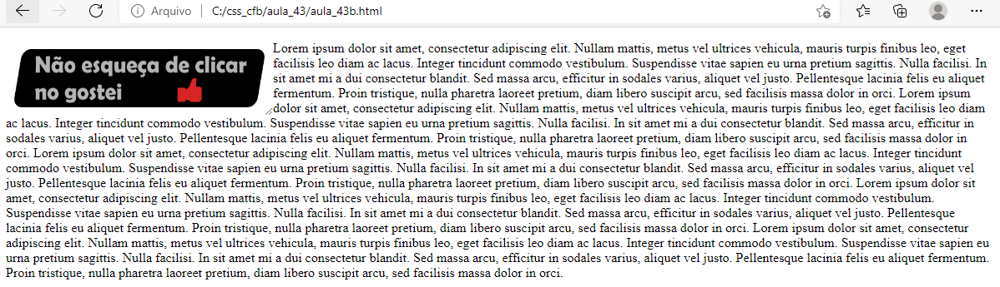 Arquivo | C:/css_cfb/aula_43/aula_43b.html
Não esqueça de clicar
no gostei
Lorem ipsum dolor sit amet, consectetur adipiscing elit. Nullam mattis, metus vel ultrices vehicula, mauris turpis finibus leo, eget
facilisis leo diam ac lacus. Integer tincidunt commodo vestibulum. Suspendisse vitae sapien eu urna pretium sagittis. Nulla facilisi. In
sit amet mi a dui consectetur blandit. Sed massa arcu, efficitur in sodales varius, aliquet vel justo. Pellentesque lacinia felis eu aliquet
fermentum. Proin tristique, nulla pharetra laoreet pretium, diam libero suscipit arcu, sed facilisis massa dolor in orci. Lorem ipsum
dolor sit amet, consectetur adipiscing elit. Nullam mattis, metus vel ultrices vehicula, mauris turpis finibus leo, eget facilisis leo diam
ac lacus. Integer tincidunt commodo vestibulum. Suspendisse vitae sapien eu urna pretium sagittis. Nulla facilisi. In sit amet mi a dui consectetur blandit. Sed massa arcu, efficitur in
sodales varius, aliquet vel justo. Pellentesque lacinia felis eu aliquet fermentum. Proin tristique, nulla pharetra laoreet pretium, diam libero suscipit arcu, sed facilisis massa dolor in
orci. Lorem ipsum dolor sit amet, consectetur adipiscing elit. Nullam mattis, metus vel ultrices vehicula, mauris turpis finibus leo, eget facilisis leo diam ac lacus. Integer tincidunt
commodo vestibulum. Suspendisse vitae sapien eu urna pretium sagittis. Nulla facilisi. In sit amet mi a dui consectetur blandit. Sed massa arcu, efficitur in sodales varius, aliquet vel
justo. Pellentesque lacinia felis eu aliquet fermentum. Proin tristique, nulla pharetra laoreet pretium, diam libero suscipit arcu, sed facilisis massa dolor in orci. Lorem ipsum dolor sit
amet, consectetur adipiscing elit. Nullam mattis, metus vel ultrices vehicula, mauris turpis finibus leo, eget facilisis leo diam ac lacus. Integer tincidunt commodo vestibulum.
Suspendisse vitae sapien eu urna pretium sagittis. Nulla facilisi. In sit amet mi a dui consectetur blandit. Sed massa arcu, efficitur in sodales varius, aliquet vel justo. Pellentesque
lacinia felis eu aliquet fermentum. Proin tristique, nulla pharetra laoreet pretium, diam libero suscipit arcu, sed facilisis massa dolor in orci. Lorem ipsum dolor sit amet, consectetur
adipiscing elit. Nullam mattis, metus vel ultrices vehicula, mauris turpis finibus leo, eget facilisis leo diam ac lacus. Integer tincidunt commodo vestibulum. Suspendisse vitae sapien eu
urna pretium sagittis. Nulla facilisi. In sit amet mi a dui consectetur blandit. Sed massa arcu, efficitur in sodales varius, aliquet vel justo. Pellentesque lacinia felis eu aliquet fermentum.
Proin tristique, nulla pharetra laoreet pretium, diam libero suscipit arcu, sed facilisis massa dolor in orci.